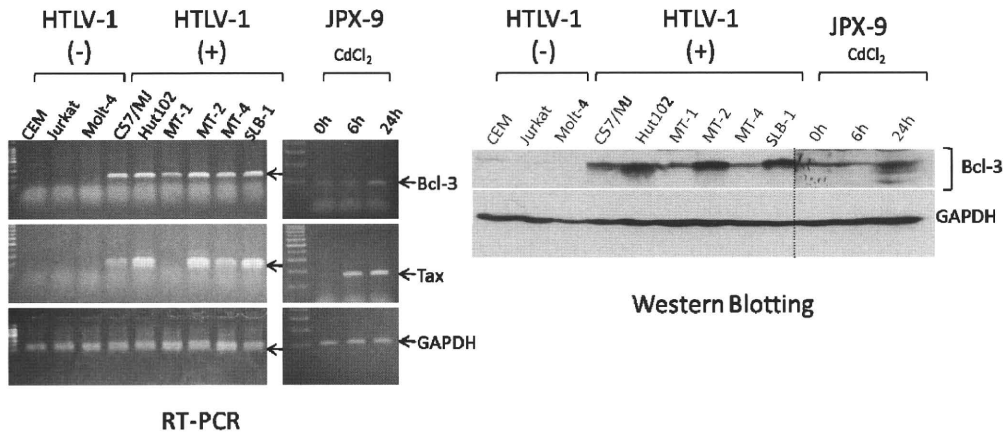 HTLV-1
(-)
HTLV-1
(+)
JPX-9
CdCl2
CEM
Jurkat
Molt-4
C57/MJ
Hut102
MT-1
MT-2
MT-4
SLB-1
0h
6h
24h
Bcl-3
Tax
GAPDH
RT-PCR
HTLV-1
(-)
HTLV-1
(+)
JPX-9
CdCl2
CEM
Jurkat
Molt-4
C57/MJ
Hut102
MT-1
MT-2
MT-4
SLB-1
0h
6h
24h
Bcl-3
GAPDH
Western Blotting